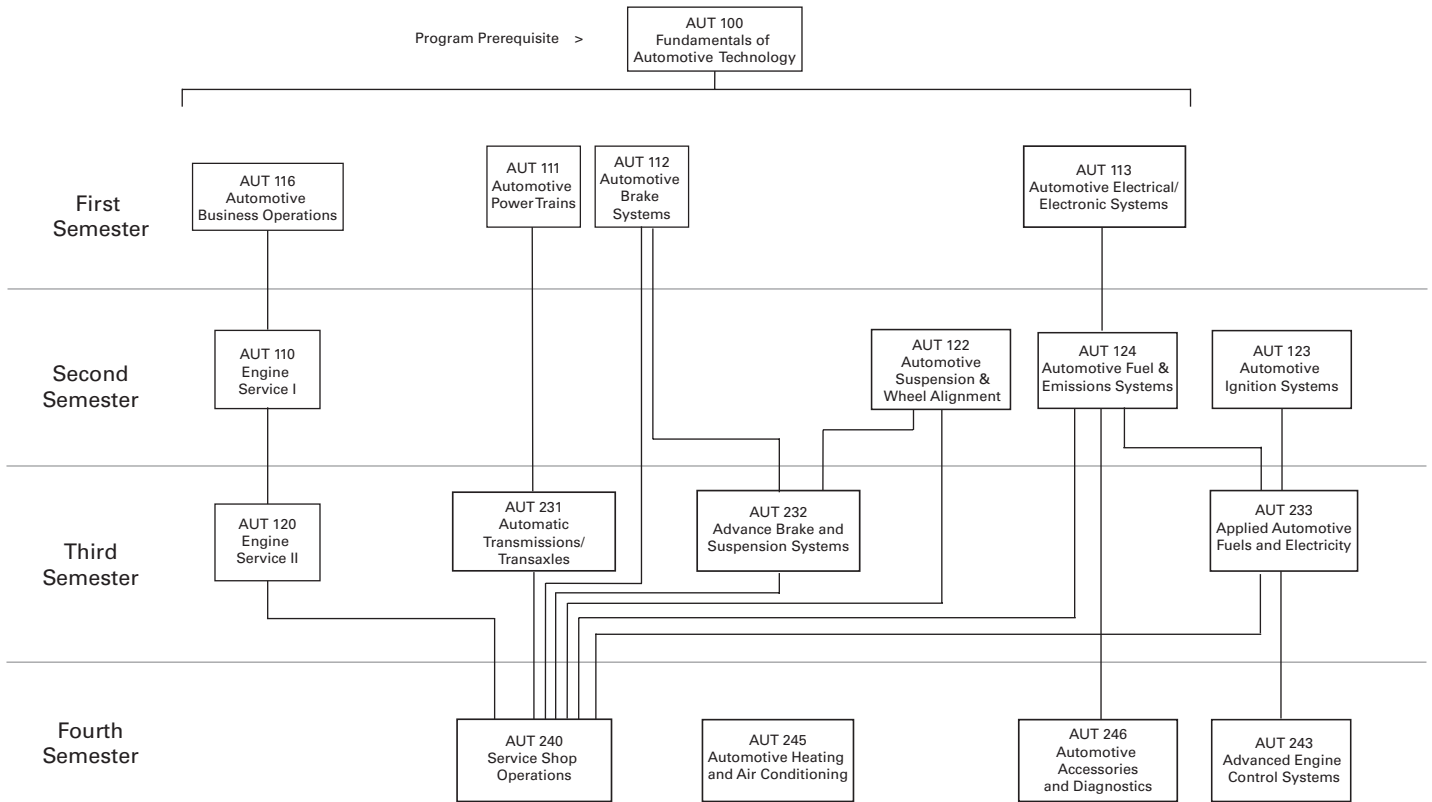 Program Prerequisite >
AUT 100
Fundamentals of
Automotive Technology
First
Semester
AUT 116
Automotive
Business Operations
AUT 111
Automotive
Power Trains
AUT 112
Automotive
Brake
Systems
AUT 113
Automotive Electrical/
Electronic Systems
Second
Semester
AUT 110
Engine
Service I
AUT 122
Automotive
Suspension &
Wheel Alignment
AUT 124
Automotive Fuel &
Emissions Systems
AUT 123
Automotive
Ignition Systems
Third
Semester
AUT 120
Engine
Service II
AUT 231
Automatic
Transmissions/
Transaxles
AUT 232
Advance Brake and
Suspension Systems
AUT 233
Applied Automotive
Fuels and Electricity
Fourth
Semester
AUT 240
Service Shop
Operations
AUT 245
Automotive Heating
and Air Conditioning
AUT 246
Automotive
Accessories
and Diagnostics
AUT 243
Advanced Engine
Control Systems